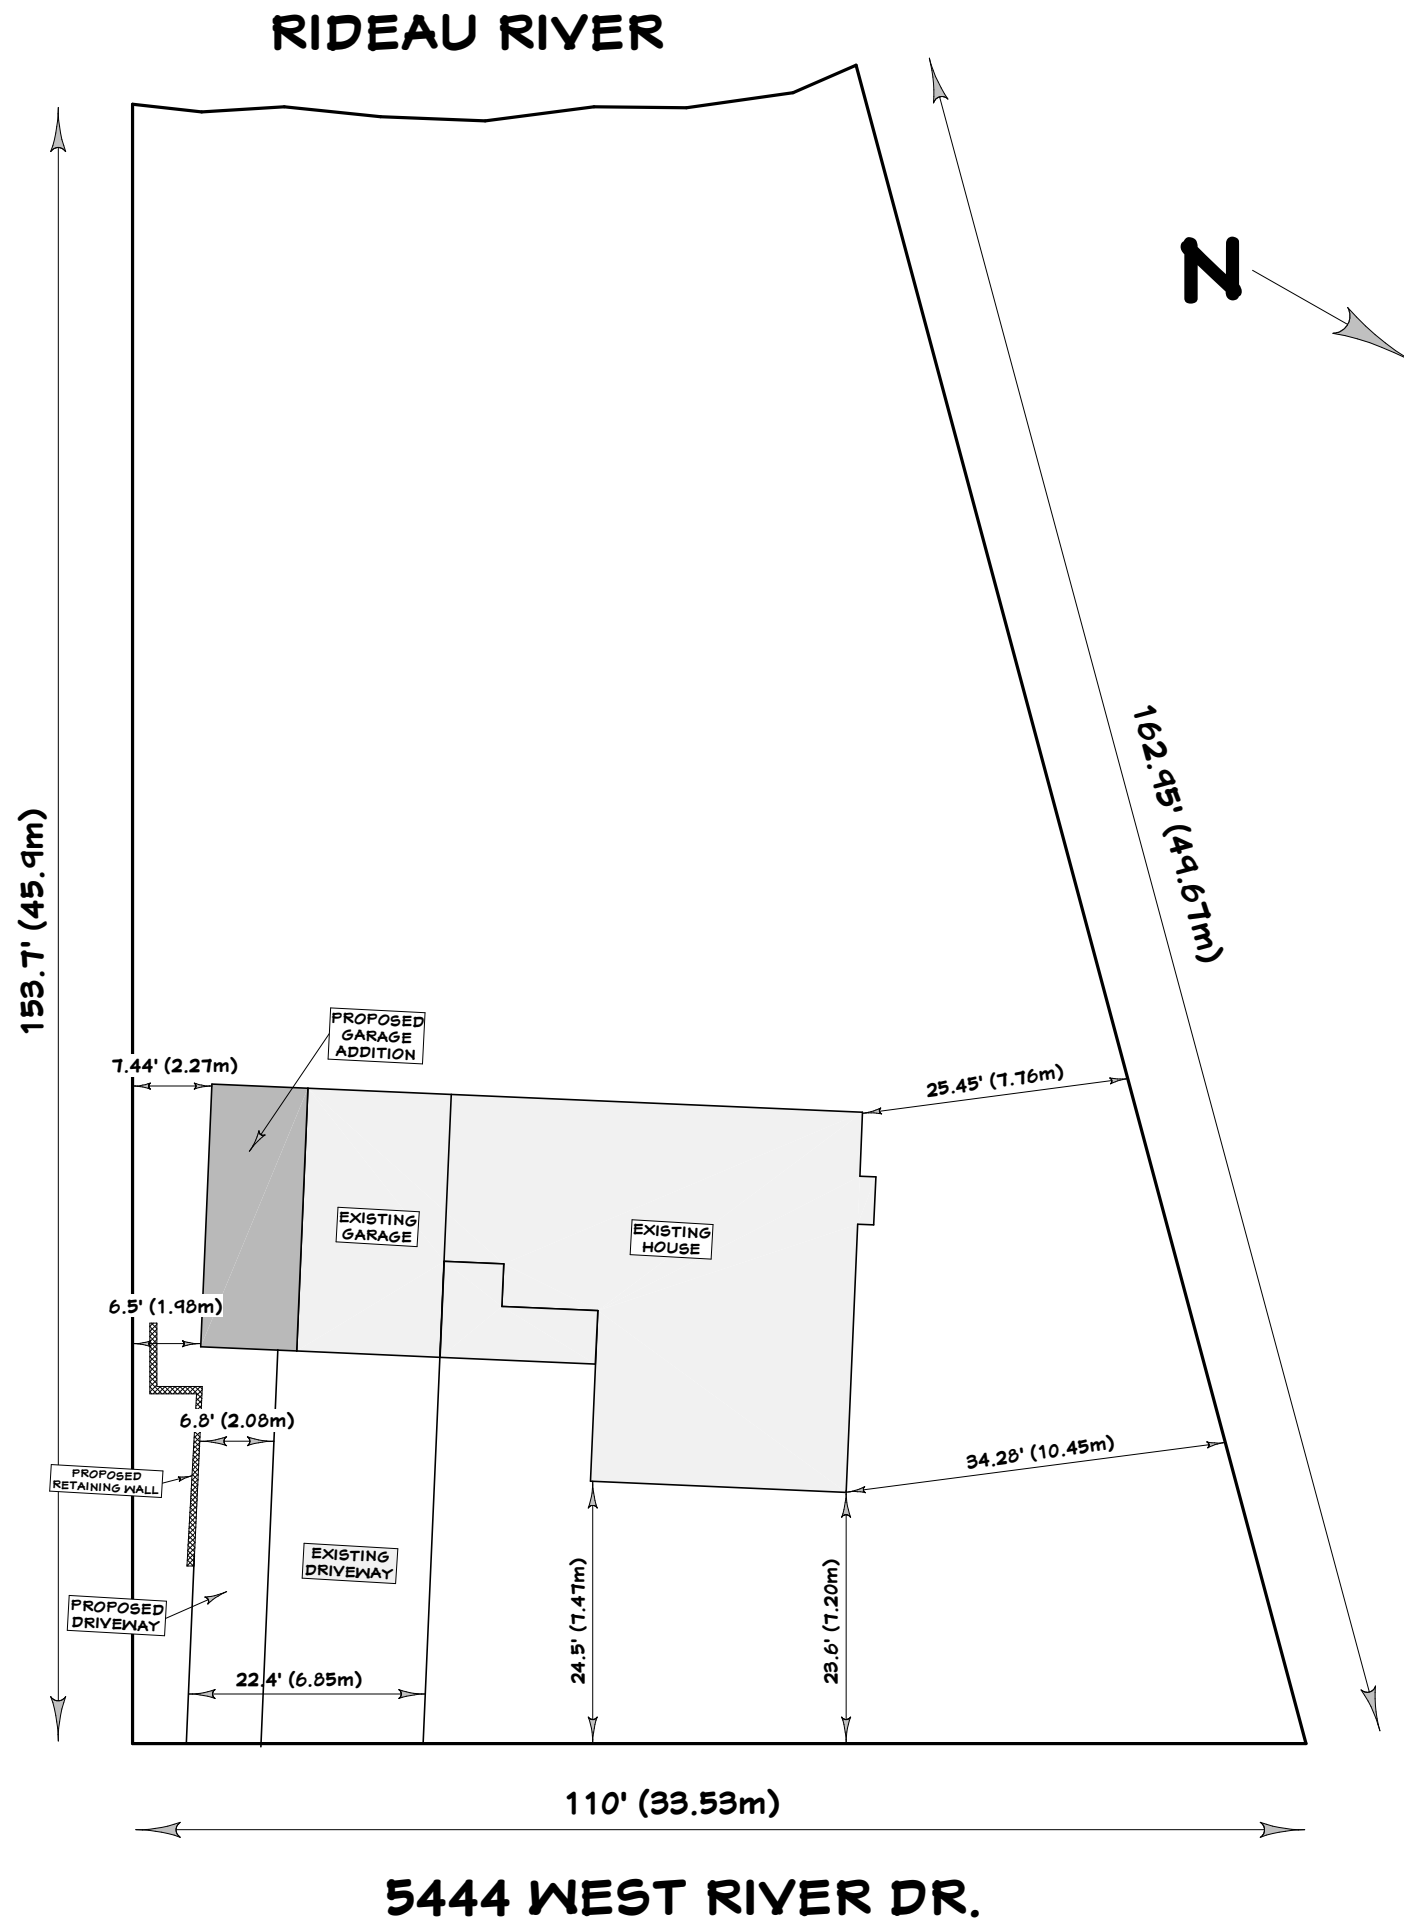 RIDEAU RIVER
N
162.95' (49.67m)
153.7' (45.9m)
PROPOSED
GARAGE
ADDITION
7.44' (2.27m)
25.45' (7.76m)
EXISTING
GARAGE
EXISTING
HOUSE
6.5' (1.98m)
6.8' (2.08m)
34.28' (10.45m)
PROPOSED
RETAINING WALL
EXISTING
DRIVEWAY
PROPOSED
DRIVEWAY
24.5' (7.47m)
23.6' (7.20m)
22.4' (6.85m)
110' (33.53m)
5444 WEST RIVER DR.